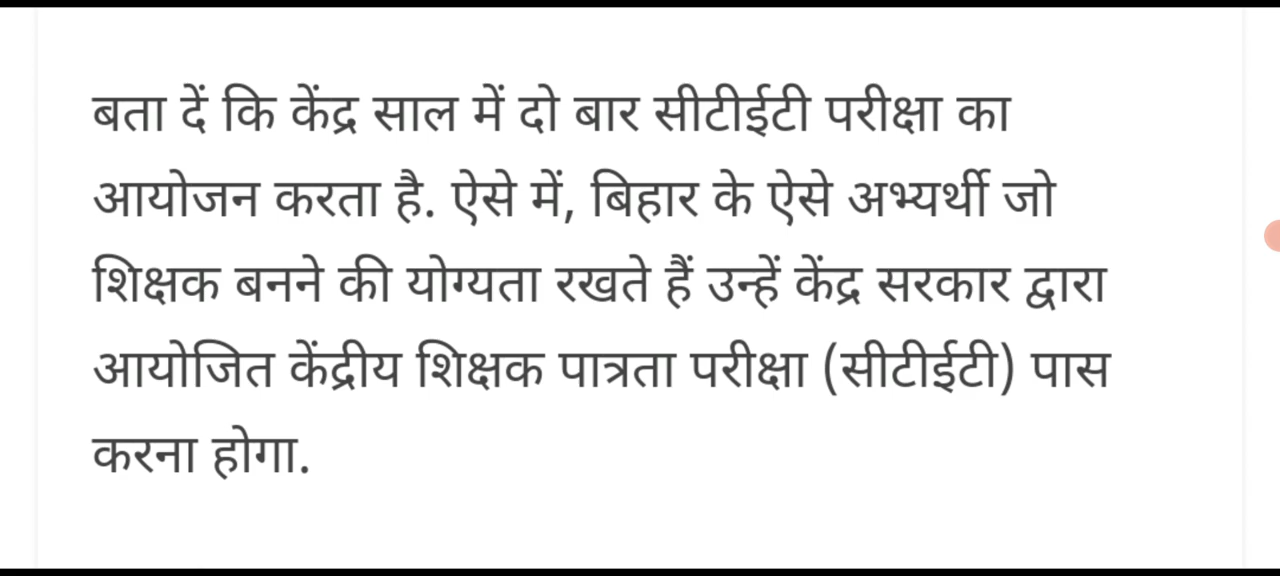 बता दें कि केंद्र साल में दो बार सीटीईटी परीक्षा का
आयोजन करता है. ऐसे में, बिहार के ऐसे अभ्यर्थी जो
शिक्षक बनने की योग्यता रखते हैं उन्हें केंद्र सरकार द्वारा
आयोजित केंद्रीय शिक्षक पात्रता परीक्षा (सीटीईटी) पास
करना होगा.